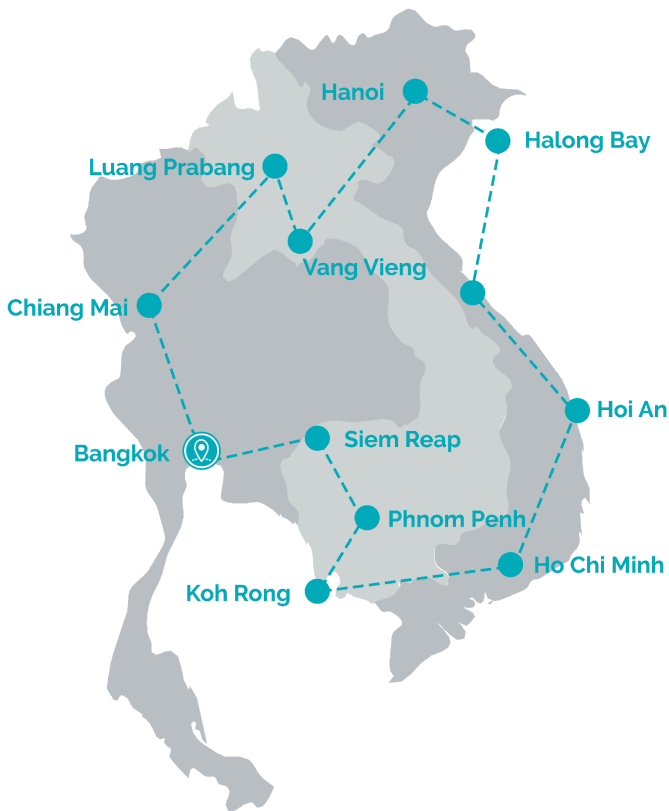 Hanoi
Halong Bay
Luang Prabang
Vang Vieng
Chiang Mai
Hoi An
Siem Reap
Bangkok
Phnom Penh
Ho Chi Minh
Koh Rong